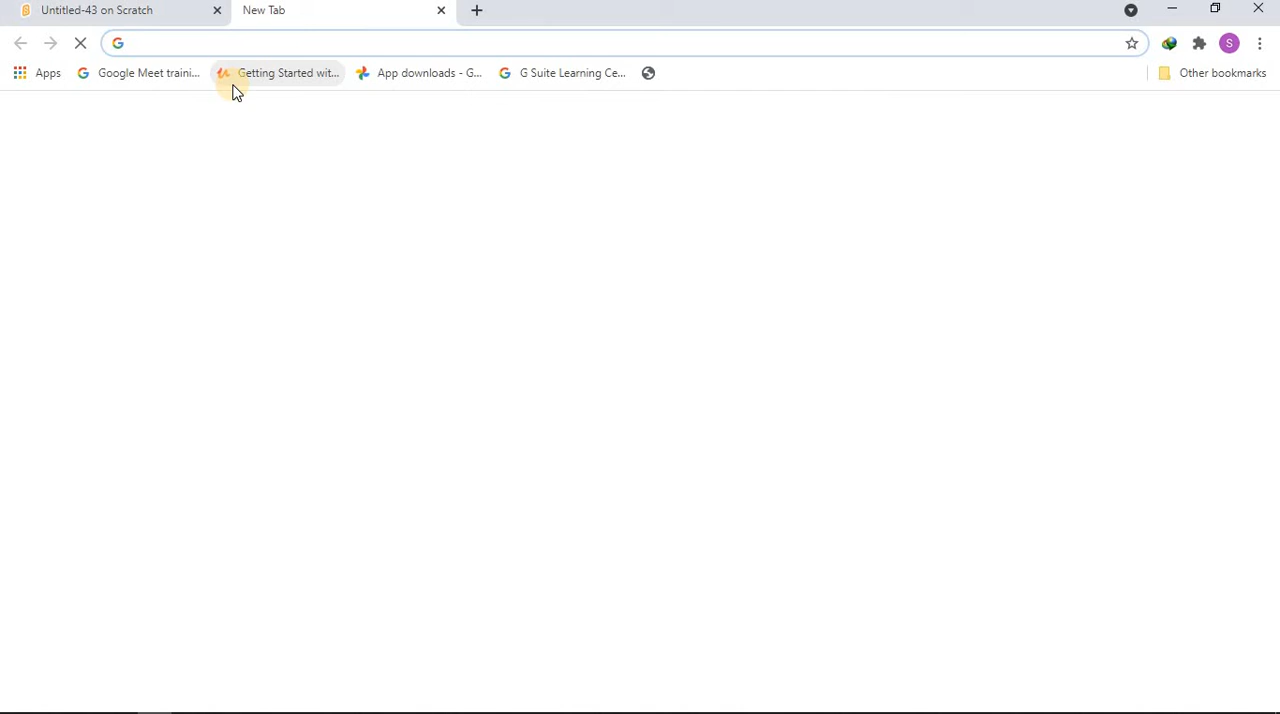 Untitled-43 on Scratch
New Tab
Apps
Google Meet traini...
Getting Started wit...
App downloads - G...
G Suite Learning Ce...
Other bookmarks
S